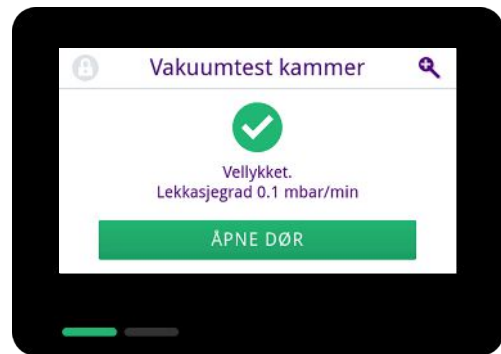 Vakuumtest kammer
Vellykket.
Lekkasjegrad 0.1 mbar/min
ÅPNE DØR